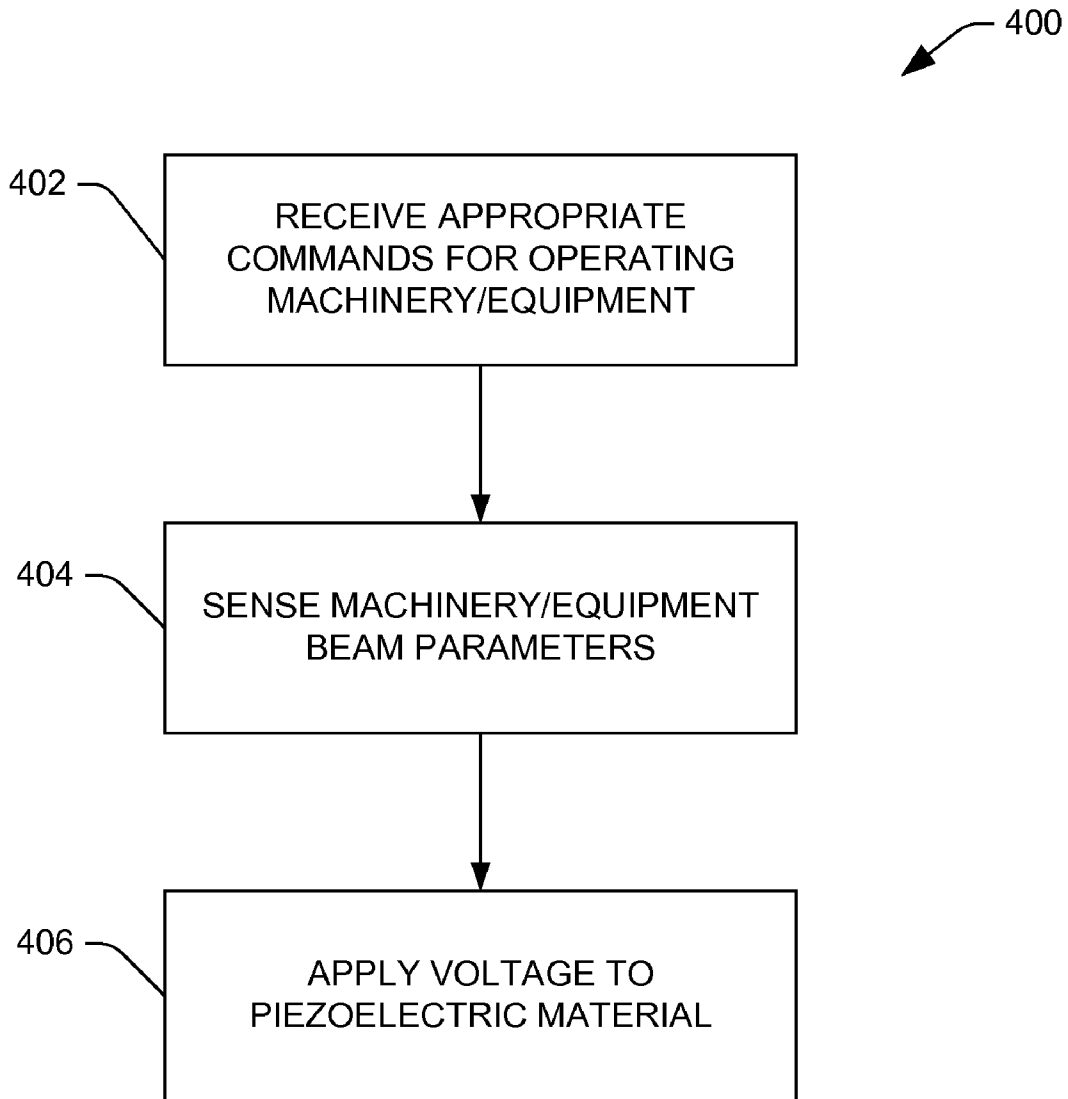 400
402
RECEIVE APPROPRIATE
COMMANDS FOR OPERATING
MACHINERY/EQUIPMENT
404
SENSE MACHINERY/EQUIPMENT
BEAM PARAMETERS
406
APPLY VOLTAGE TO
PIEZOELECTRIC MATERIAL